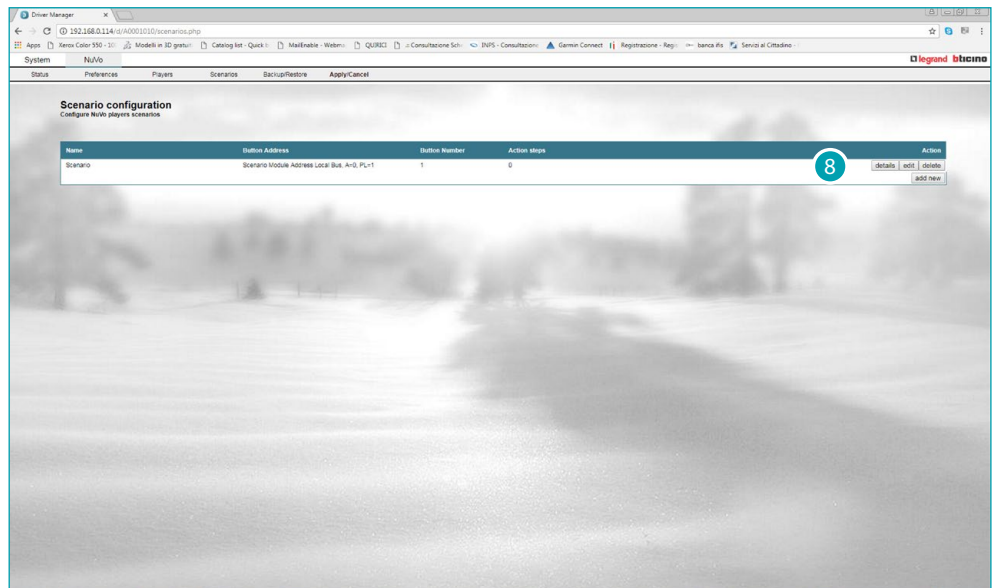 Driver Manager
192.168.0.114/d/A0001010/scenarios.php
Apps Xerox Color 550 - 10 Modelli in 3D gratuit Catalog list - Quick MailEnable - Webma QUIRICI Consultazione Sch INPS - Consultazione Garmin Connect Registrazione - Regi banca ifis Servizi al Cittadino -
System NuVo legrand bticino
Status Preferences Players Scenarios Backup/Restore Apply/Cancel
Scenario configuration
Configure NuVo players scenarios
Name Button Address Button Number Action steps Action
Scenario Scenario Module Address Local Bus, A=0, PL=1 1 0 8 details edit delete
add new